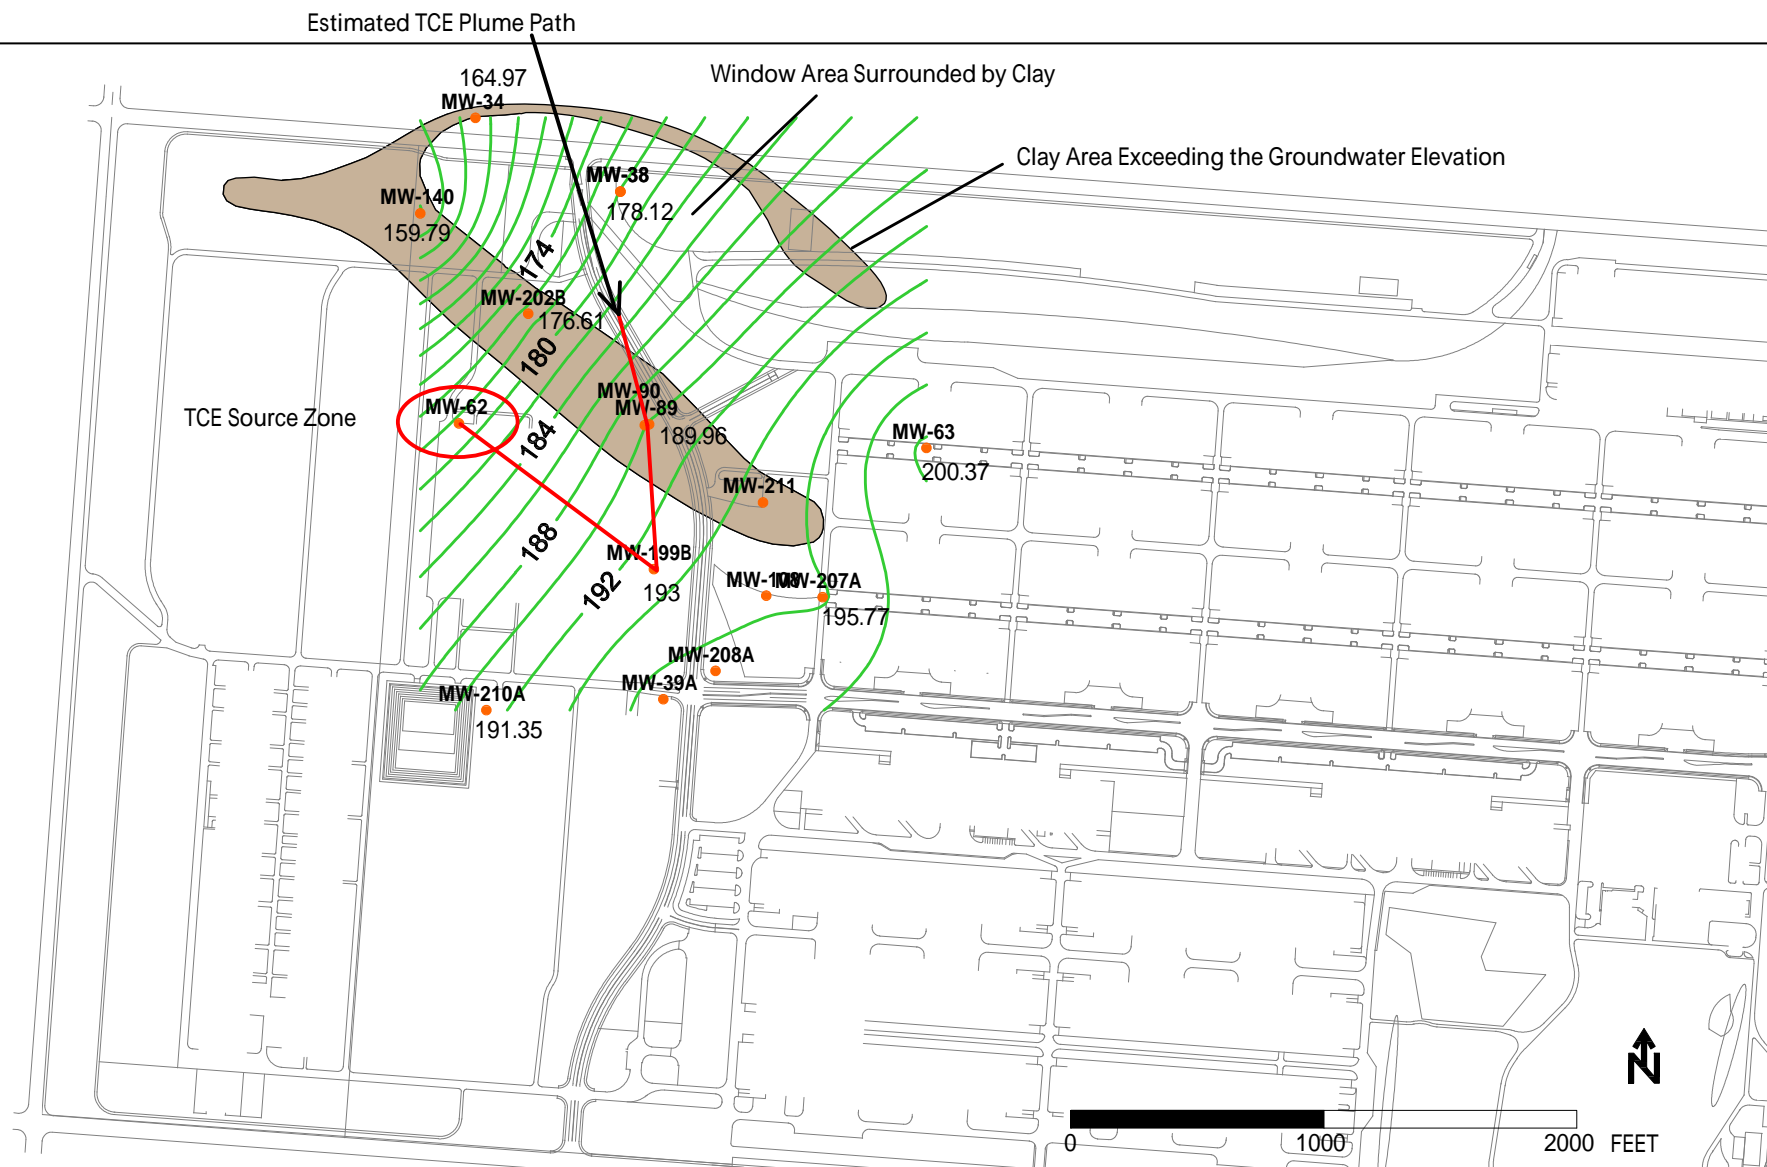 Estimated TCE Plume Path
Window Area Surrounded by Clay
164.97
MW-34
Clay Area Exceeding the Groundwater Elevation
MW-38
MW-140
178.12
159.79
174
MW-202B
176.61
180
MW-90
MW-62
MW-89
TCE Source Zone
189.96
MW-63
184
200.37
MW-211
188
MW-199B
192
193
MW-108
MW-207A
195.77
MW-208A
MW-39A
MW-210A
191.35
N
0 1000 2000 FEET